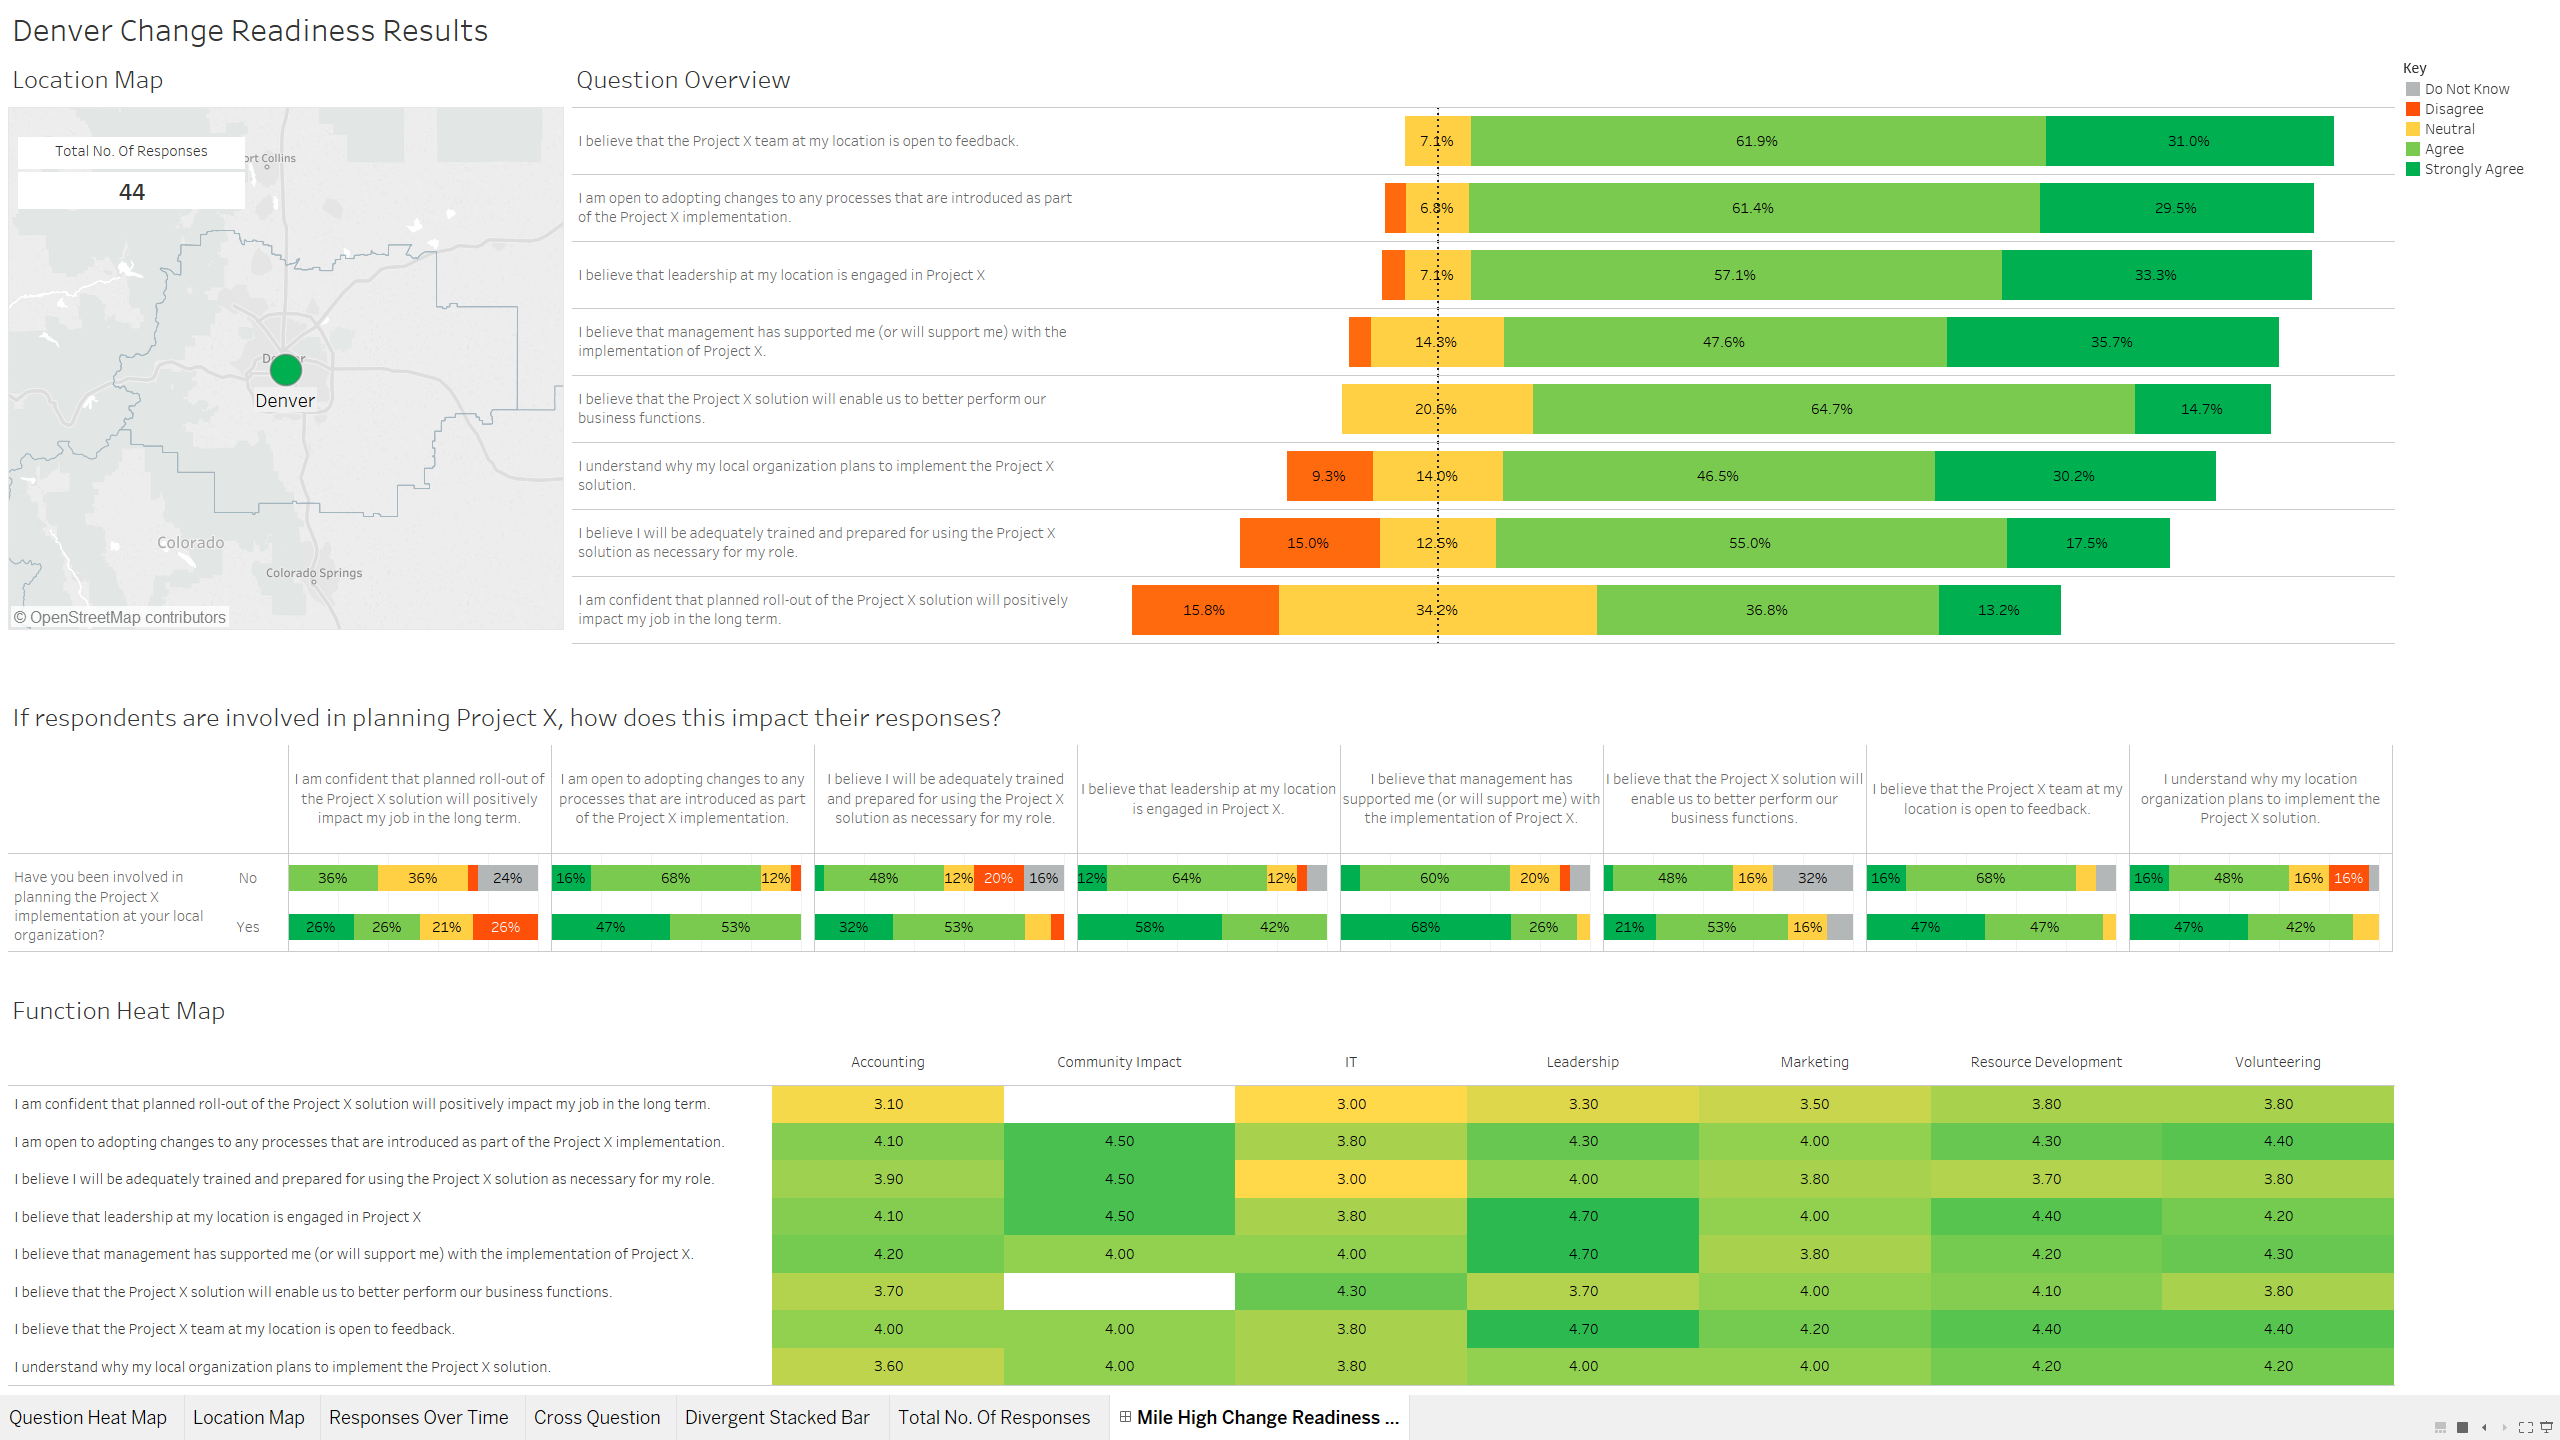 Denver Change Readiness Results
Location Map
Question Overview
Key
Do Not Know
Disagree
Neutral
Agree
Strongly Agree
Total No. Of Responses
44
ort Collins
Denver
Denver
Colorado
Colorado Springs
© OpenStreetMap contributors
I believe that the Project X team at my location is open to feedback.
7.1%
61.9%
31.0%
I am open to adopting changes to any processes that are introduced as part
of the Project X implementation.
6.8%
61.4%
29.5%
I believe that leadership at my location is engaged in Project X
7.1%
57.1%
33.3%
I believe that management has supported me (or will support me) with the
implementation of Project X.
14.3%
47.6%
35.7%
I believe that the Project X solution will enable us to better perform our
business functions.
20.6%
64.7%
14.7%
I understand why my local organization plans to implement the Project X
solution.
9.3%
14.0%
46.5%
30.2%
I believe I will be adequately trained and prepared for using the Project X
solution as necessary for my role.
15.0%
12.5%
55.0%
17.5%
I am confident that planned roll-out of the Project X solution will positively
impact my job in the long term.
15.8%
34.2%
36.8%
13.2%
If respondents are involved in planning Project X, how does this impact their responses?
I am confident that planned roll-out of
the Project X solution will positively
impact my job in the long term.
I am open to adopting changes to any
processes that are introduced as part
of the Project X implementation.
I believe I will be adequately trained
and prepared for using the Project X
solution as necessary for my role.
I believe that leadership at my location
is engaged in Project X.
I believe that management has
supported me (or will support me) with
the implementation of Project X.
I believe that the Project X solution will
enable us to better perform our
business functions.
I believe that the Project X team at my
location is open to feedback.
I understand why my location
organization plans to implement the
Project X solution.
Have you been involved in
planning the Project X
implementation at your local
organization?
No
36% 36% 24%
16% 68% 12%
48% 12% 20% 16%
12% 64% 12%
60% 20%
48% 16% 32%
16% 68%
16% 48% 16% 16%
Yes
26% 26% 21% 26%
47% 53%
32% 53%
58% 42%
68% 26%
21% 53% 16%
47% 47%
47% 42%
Function Heat Map
Accounting Community Impact IT Leadership Marketing Resource Development Volunteering
I am confident that planned roll-out of the Project X solution will positively impact my job in the long term. 3.10 3.00 3.30 3.50 3.80 3.80
I am open to adopting changes to any processes that are introduced as part of the Project X implementation. 4.10 4.50 3.80 4.30 4.00 4.30 4.40
I believe I will be adequately trained and prepared for using the Project X solution as necessary for my role. 3.90 4.50 3.00 4.00 3.80 3.70 3.80
I believe that leadership at my location is engaged in Project X 4.10 4.50 3.80 4.70 4.00 4.40 4.20
I believe that management has supported me (or will support me) with the implementation of Project X. 4.20 4.00 4.00 4.70 3.80 4.20 4.30
I believe that the Project X solution will enable us to better perform our business functions. 3.70 4.30 3.70 4.00 4.10 3.80
I believe that the Project X team at my location is open to feedback. 4.00 4.00 3.80 4.70 4.20 4.40 4.40
I understand why my local organization plans to implement the Project X solution. 3.60 4.00 3.80 4.00 4.00 4.20 4.20
Question Heat Map Location Map Responses Over Time Cross Question Divergent Stacked Bar Total No. Of Responses Mile High Change Readiness ...